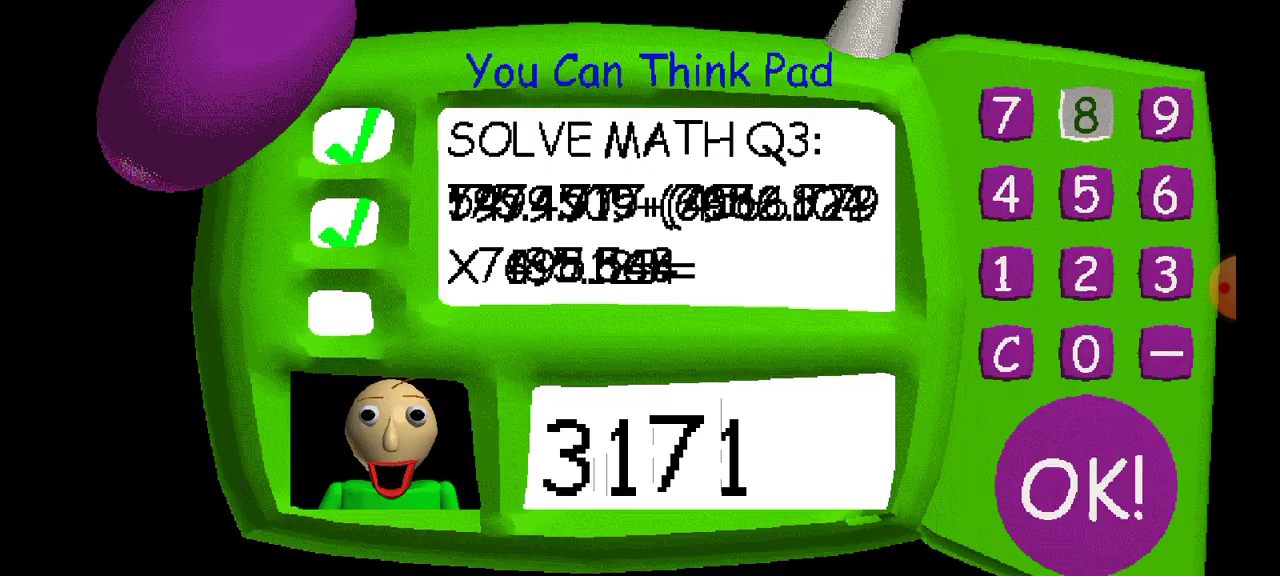 You Can Think Pad
SOLVE MATH Q3:
3171
7 8 9
4 5 6
1 2 3
C 0 —
OK!